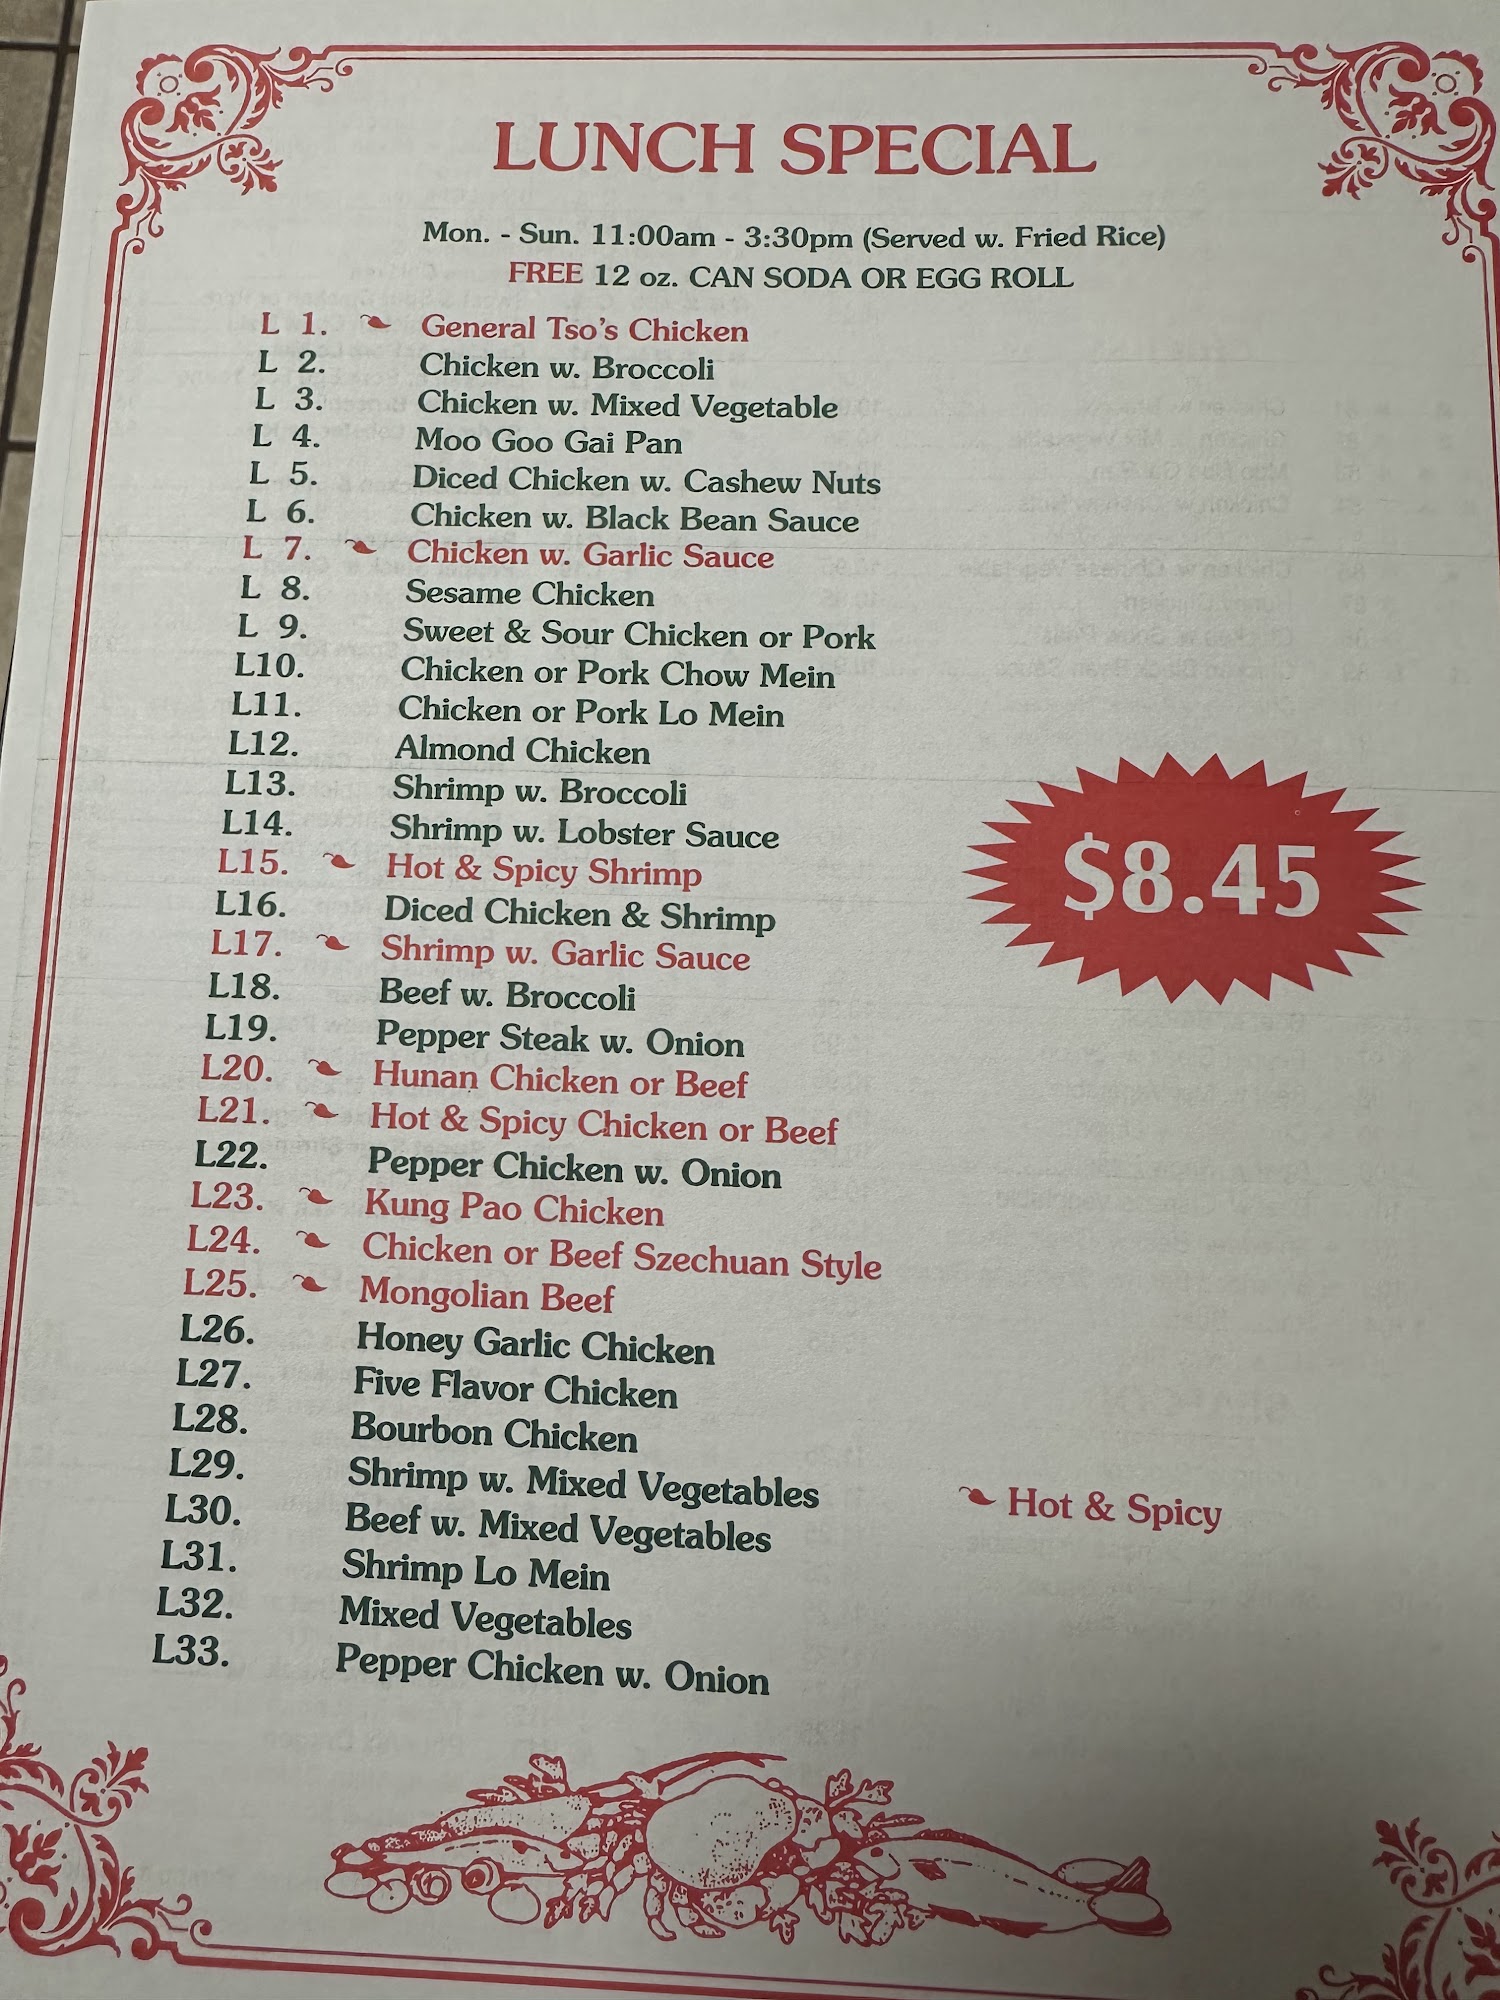 LUNCH SPECIAL
Mon. - Sun. 11:00am - 3:30pm (Served w. Fried Rice)
FREE 12 oz. CAN SODA OR EGG ROLL
L 1. General Tso's Chicken
L 2. Chicken w. Broccoli
L 3. Chicken w. Mixed Vegetable
L 4. Moo Goo Gai Pan
L 5. Diced Chicken w. Cashew Nuts
L 6. Chicken w. Black Bean Sauce
L 7. Chicken w. Garlic Sauce
L 8. Sesame Chicken
L 9. Sweet & Sour Chicken or Pork
L10. Chicken or Pork Chow Mein
L11. Chicken or Pork Lo Mein
L12. Almond Chicken
L13. Shrimp w. Broccoli
L14. Shrimp w. Lobster Sauce
L15. Hot & Spicy Shrimp
L16. Diced Chicken & Shrimp
L17. Shrimp w. Garlic Sauce
L18. Beef w. Broccoli
L19. Pepper Steak w. Onion
L20. Hunan Chicken or Beef
L21. Hot & Spicy Chicken or Beef
L22. Pepper Chicken w. Onion
L23. Kung Pao Chicken
L24. Chicken or Beef Szechuan Style
L25. Mongolian Beef
L26. Honey Garlic Chicken
L27. Five Flavor Chicken
L28. Bourbon Chicken
L29. Shrimp w. Mixed Vegetables
L30. Beef w. Mixed Vegetables
L31. Shrimp Lo Mein
L32. Mixed Vegetables
L33. Pepper Chicken w. Onion
$8.45
Hot & Spicy